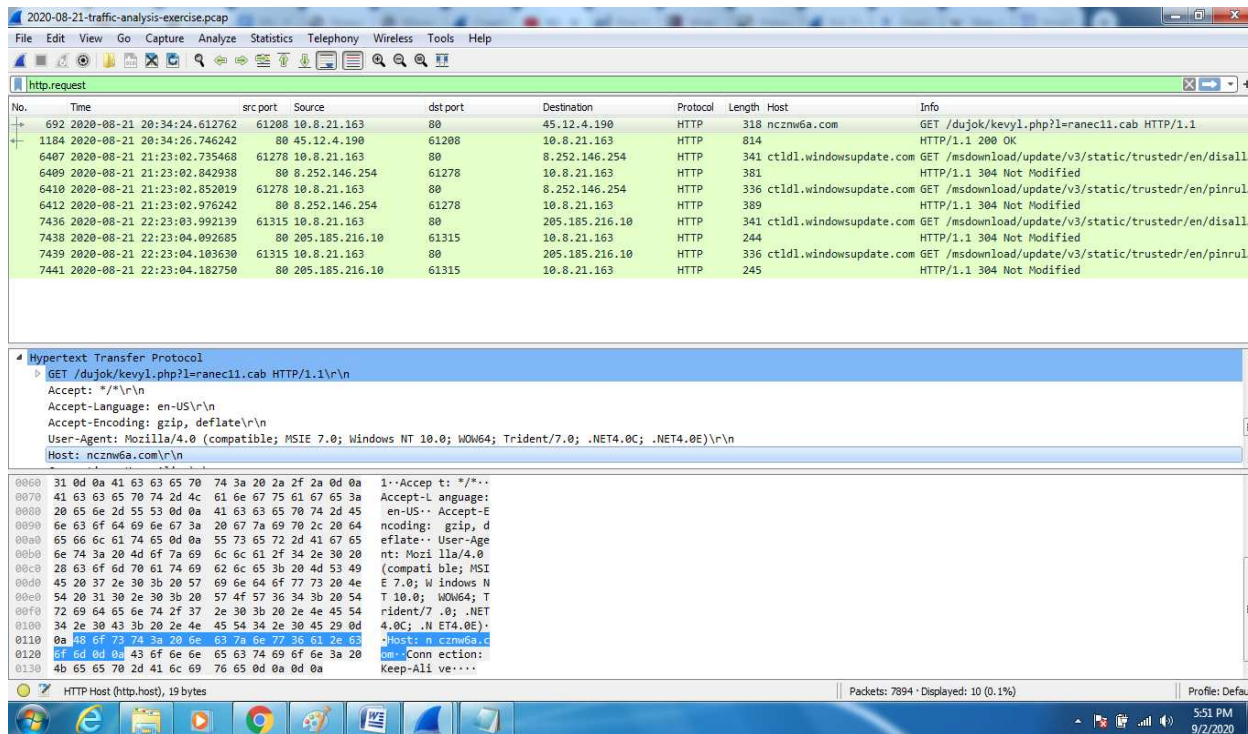 2020-08-21-traffic-analysis-exercise.pcap
File Edit View Go Capture Analyze Statistics Telephony Wireless Tools Help
http.request
No. Time src port Source dst port Destination Protocol Length Host Info
692 2020-08-21 20:34:24.612762 61208 10.8.21.163 80 45.12.4.190 HTTP 318 ncznw6a.com GET /dujok/kevyl.php?l=ranec11.cab HTTP/1.1
1184 2020-08-21 20:34:26.746242 80 45.12.4.190 61208 10.8.21.163 HTTP 814 HTTP/1.1 200 OK
6407 2020-08-21 21:23:02.735468 61278 10.8.21.163 80 8.252.146.254 HTTP 341 ctldl.windowsupdate.com GET /msdownload/update/v3/static/trustedr/en/disall
6409 2020-08-21 21:23:02.842938 80 8.252.146.254 61278 10.8.21.163 HTTP 381 HTTP/1.1 304 Not Modified
6410 2020-08-21 21:23:02.852019 61278 10.8.21.163 80 8.252.146.254 HTTP 336 ctldl.windowsupdate.com GET /msdownload/update/v3/static/trustedr/en/pinrul
6412 2020-08-21 21:23:02.976242 80 8.252.146.254 61278 10.8.21.163 HTTP 389 HTTP/1.1 304 Not Modified
7436 2020-08-21 22:23:03.992139 61315 10.8.21.163 80 205.185.216.10 HTTP 341 ctldl.windowsupdate.com GET /msdownload/update/v3/static/trustedr/en/disall
7438 2020-08-21 22:23:04.092685 80 205.185.216.10 61315 10.8.21.163 HTTP 244 HTTP/1.1 304 Not Modified
7439 2020-08-21 22:23:04.103630 61315 10.8.21.163 80 205.185.216.10 HTTP 336 ctldl.windowsupdate.com GET /msdownload/update/v3/static/trustedr/en/pinrul
7441 2020-08-21 22:23:04.182750 80 205.185.216.10 61315 10.8.21.163 HTTP 245 HTTP/1.1 304 Not Modified
Hypertext Transfer Protocol
GET /dujok/kevyl.php?l=ranec11.cab HTTP/1.1\r\n
Accept: */*\r\n
Accept-Language: en-US\r\n
Accept-Encoding: gzip, deflate\r\n
User-Agent: Mozilla/4.0 (compatible; MSIE 7.0; Windows NT 10.0; WOW64; Trident/7.0; .NET4.0C; .NET4.0E)\r\n
Host: ncznw6a.com\r\n
0060 31 0d 0a 41 63 63 65 70 74 3a 20 2a 2f 2a 0d 0a 1··Accep t: */*··
0070 41 63 63 65 70 74 2d 4c 61 6e 67 75 61 67 65 3a Accept-L anguage:
0080 20 65 6e 2d 55 53 0d 0a 41 63 63 65 70 74 2d 45 en-US·· Accept-E
0090 6e 63 6f 64 69 6e 67 3a 20 67 7a 69 70 2c 20 64 ncoding: gzip, d
00a0 65 66 6c 61 74 65 0d 0a 55 73 65 72 2d 41 67 65 eflate·· User-Age
00b0 6e 74 3a 20 4d 6f 7a 69 6c 6c 61 2f 34 2e 30 20 nt: Mozi lla/4.0
00c0 28 63 6f 6d 70 61 74 69 62 6c 65 3b 20 4d 53 49 (compati ble; MSI
00d0 45 20 37 2e 30 3b 20 57 69 6e 64 6f 77 73 20 4e E 7.0; W indows N
00e0 54 20 31 30 2e 30 3b 20 57 4f 57 36 34 3b 20 54 T 10.0; WOW64; T
00f0 72 69 64 65 6e 74 2f 37 2e 30 3b 20 2e 4e 45 54 rident/7 .0; .NET
0100 34 2e 30 43 3b 20 2e 4e 45 54 34 2e 30 45 29 0d 4.0C; .N ET4.0E)·
0110 0a 48 6f 73 74 3a 20 6e 63 7a 6e 77 36 61 2e 63 ·Host: n cznw6a.c
0120 6f 6d 0d 0a 43 6f 6e 6e 65 63 74 69 6f 6e 3a 20 om··Conn ection:
0130 4b 65 65 70 2d 41 6c 69 76 65 0d 0a 0d 0a Keep-Ali ve····
HTTP Host (http.host), 19 bytes Packets: 7894 · Displayed: 10 (0.1%) Profile: Defau
5:51 PM
9/2/2020